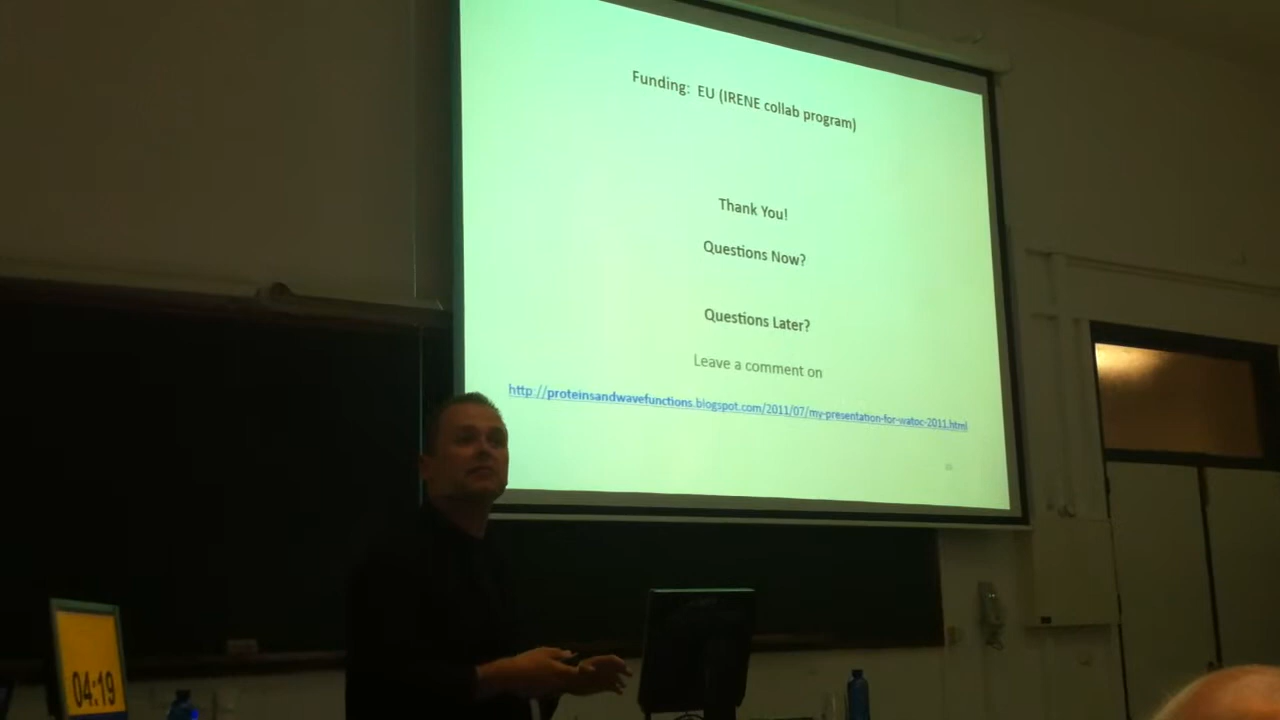 Funding: EU (IRENE collab program)
Thank You!
Questions Now?
Questions Later?
Leave a comment on
http://proteinsandwavefunctions.blogspot.com/2011/07/my-presentation-for-watoc-2011.html
04:19